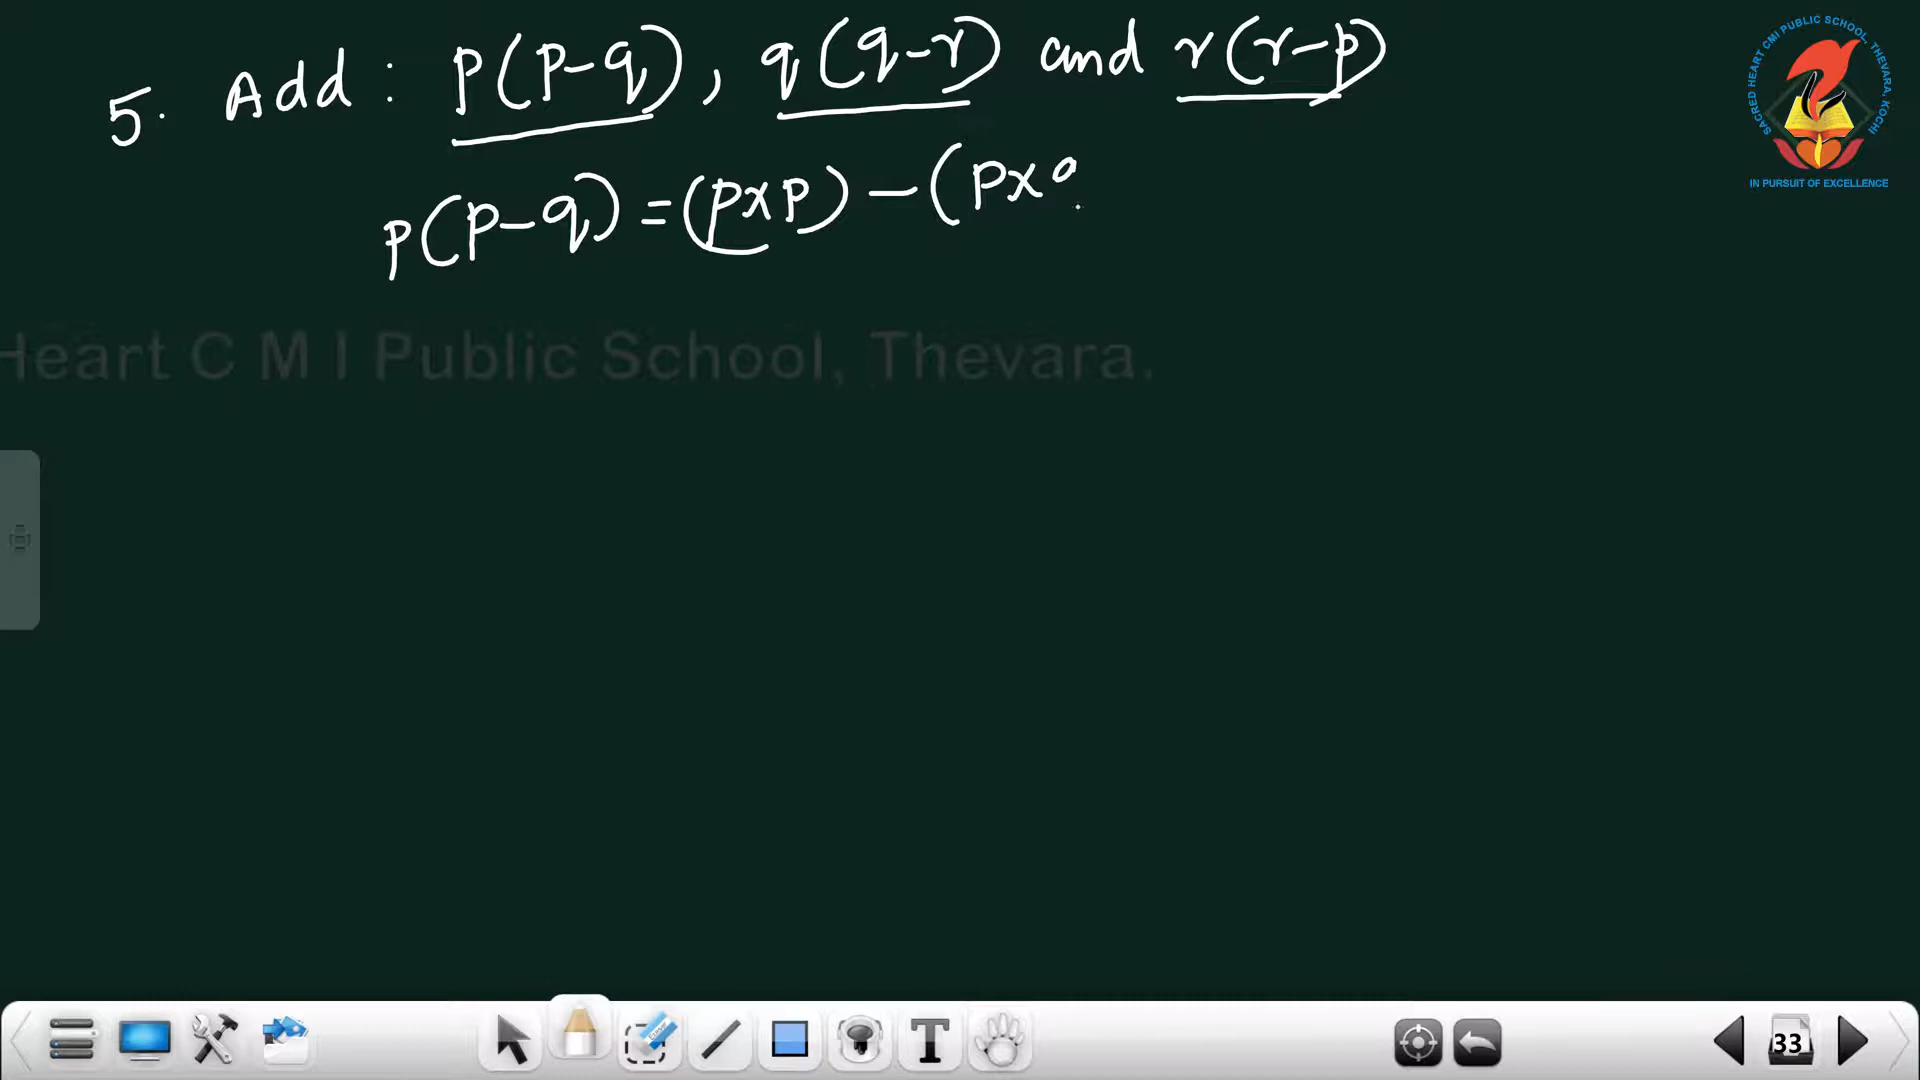 5. Add : p(p-q), q(q-r) and r(r-p)
p(p-q) = (p×p) - (p×
Heart C M I Public School, Thevara.
SACRED HEART CMI PUBLIC SCHOOL, THEVARA, KOCHI
IN PURSUIT OF EXCELLENCE
T
33